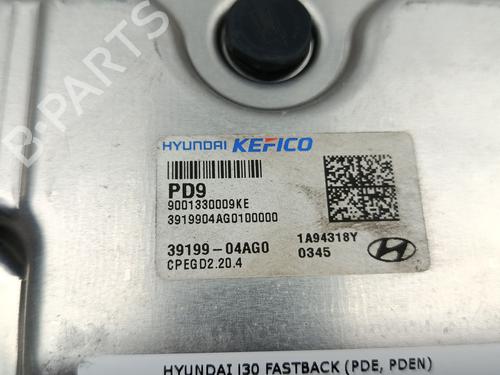 HYUNDAI KEFICO
PD9
9001330009KE
3919904AG0100000
39199-04AG0
CPEGD2.20.4
1A94318Y
0345
B-PARTS
HYUNDAI I30 FASTBACK (PDE, PDEN)